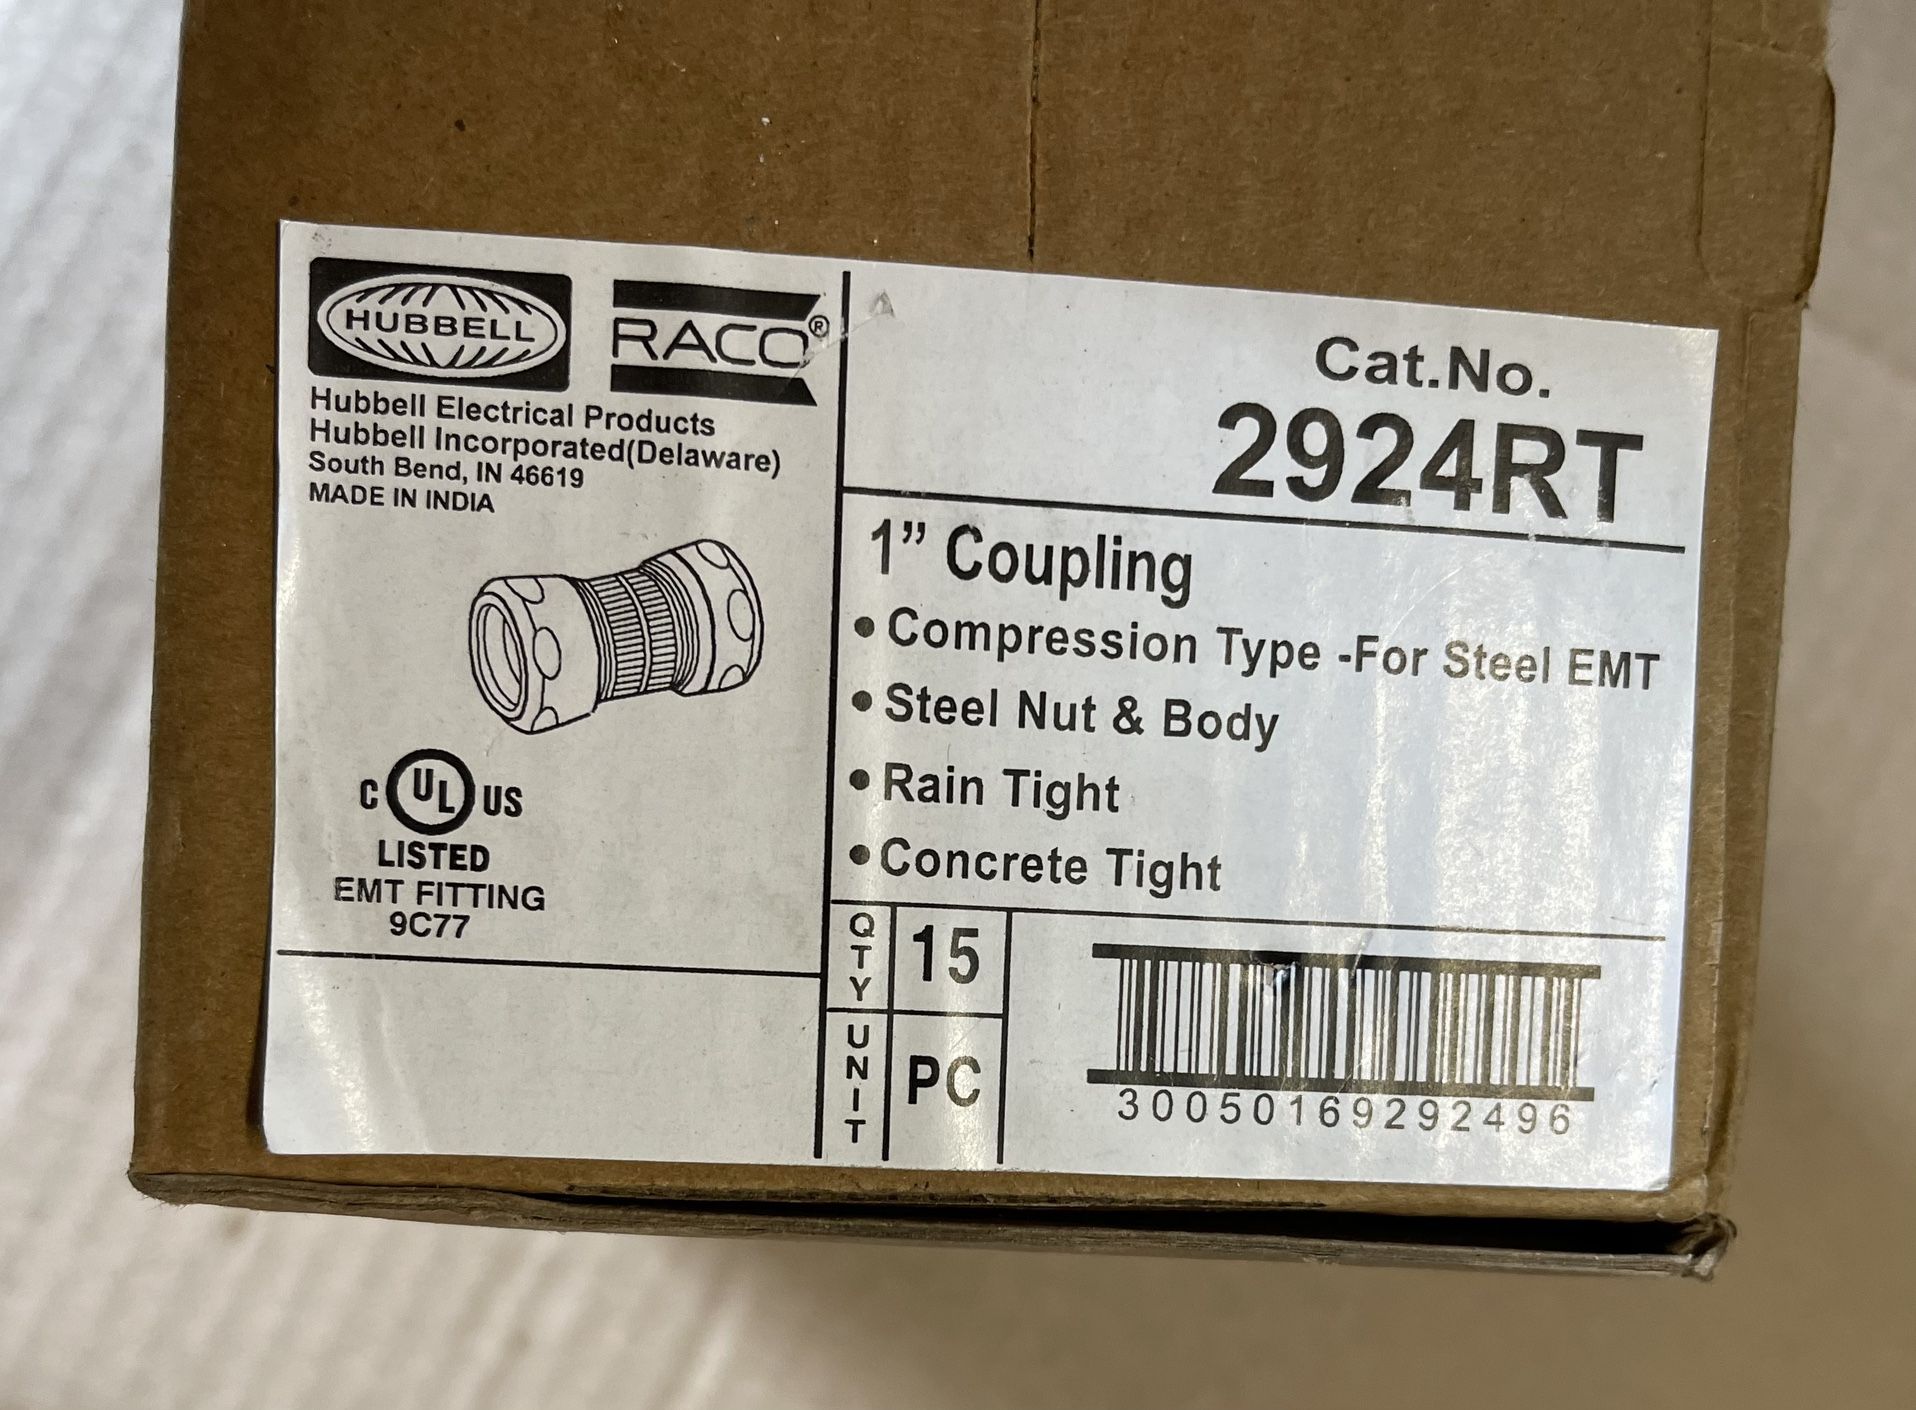 HUBBELL
RACO®
Hubbell Electrical Products
Hubbell Incorporated(Delaware)
South Bend, IN 46619
MADE IN INDIA
C UL US
LISTED
EMT FITTING
9C77
Cat.No.
2924RT
1” Coupling
• Compression Type -For Steel EMT
• Steel Nut & Body
• Rain Tight
• Concrete Tight
QTY 15
UNIT PC
30050169292496